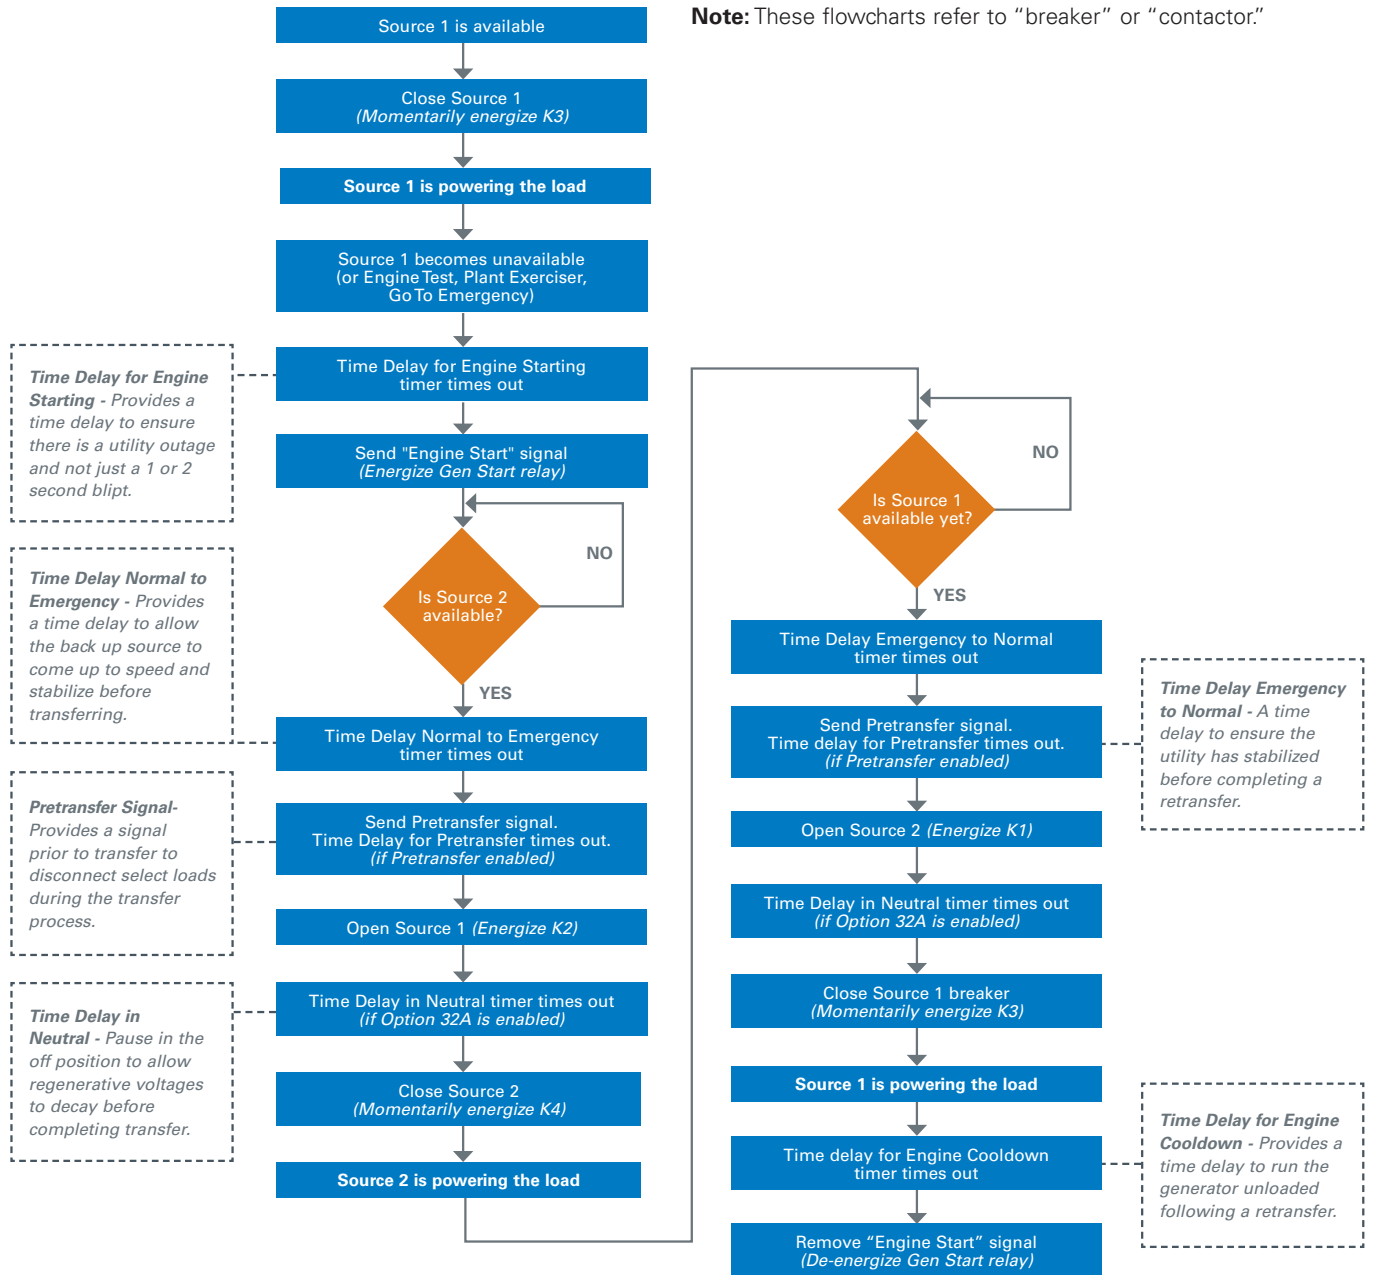 Note: These flowcharts refer to “breaker” or “contactor.”
Source 1 is available
Close Source 1
(Momentarily energize K3)
Source 1 is powering the load
Source 1 becomes unavailable
(or Engine Test, Plant Exerciser,
Go To Emergency)
Time Delay for Engine
Starting - Provides a
time delay to ensure
there is a utility outage
and not just a 1 or 2
second blipt.
Time Delay for Engine Starting
timer times out
Send "Engine Start" signal
(Energize Gen Start relay)
NO
Is Source 2
available?
YES
Time Delay Normal to
Emergency - Provides
a time delay to allow
the back up source to
come up to speed and
stabilize before
transferring.
Time Delay Normal to Emergency
timer times out
Pretransfer Signal-
Provides a signal
prior to transfer to
disconnect select loads
during the transfer
process.
Send Pretransfer signal.
Time Delay for Pretransfer times out.
(if Pretransfer enabled)
Open Source 1 (Energize K2)
Time Delay in
Neutral - Pause in the
off position to allow
regenerative voltages
to decay before
completing transfer.
Time Delay in Neutral timer times out
(if Option 32A is enabled)
Close Source 2
(Momentarily energize K4)
Source 2 is powering the load
NO
Is Source 1
available yet?
YES
Time Delay Emergency to Normal
timer times out
Time Delay Emergency
to Normal - A time
delay to ensure the
utility has stabilized
before completing a
retransfer.
Send Pretransfer signal.
Time delay for Pretransfer times out.
(if Pretransfer enabled)
Open Source 2 (Energize K1)
Time Delay in Neutral timer times out
(if Option 32A is enabled)
Close Source 1 breaker
(Momentarily energize K3)
Source 1 is powering the load
Time Delay for Engine
Cooldown - Provides a
time delay to run the
generator unloaded
following a retransfer.
Time delay for Engine Cooldown
timer times out
Remove “Engine Start” signal
(De-energize Gen Start relay)